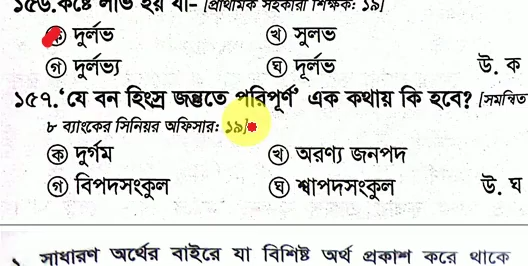 ১৫৬. কষ্টে লাভ হয় যা- [প্রাথমিক সহকারী শিক্ষক: ১৯]
ক দুর্লভ খ সুলভ
গ দুর্লভ্য ঘ দূর্লভ উ. ক
১৫৭. ‘যে বন হিংস্র জন্তুতে পরিপূর্ণ’ এক কথায় কি হবে? [সমন্বিত
৮ ব্যাংকের সিনিয়র অফিসার: ১৯]
ক দুর্গম খ অরণ্য জনপদ
গ বিপদসংকুল ঘ শ্বাপদসংকুল উ. ঘ
সাধারণ অর্থের বাইরে যা বিশিষ্ট অর্থ প্রকাশ করে থাকে